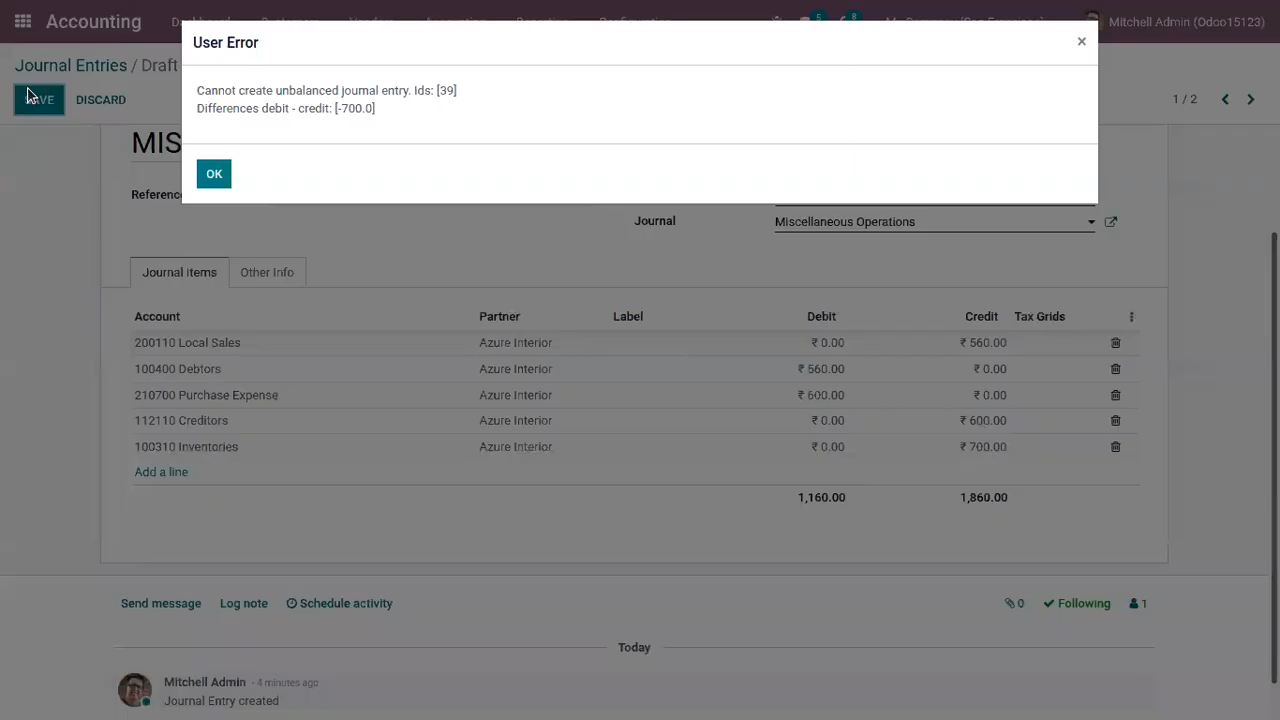 Accounting
Mitchell Admin (Odoo15123)
User Error
×
Journal Entries / Draft
Cannot create unbalanced journal entry. Ids: [39]
Differences debit - credit: [-700.0]
SAVE DISCARD
1 / 2
OK
MIS
Referenc
Journal Miscellaneous Operations
Journal Items Other Info
Account Partner Label Debit Credit Tax Grids
200110 Local Sales Azure Interior ₹ 0.00 ₹ 560.00
100400 Debtors Azure Interior ₹ 560.00 ₹ 0.00
210700 Purchase Expense Azure Interior ₹ 600.00 ₹ 0.00
112110 Creditors Azure Interior ₹ 0.00 ₹ 600.00
100310 Inventories Azure Interior ₹ 0.00 ₹ 700.00
Add a line
1,160.00 1,860.00
Send message Log note Schedule activity 0 Following 1
Today
Mitchell Admin - 4 minutes ago
Journal Entry created